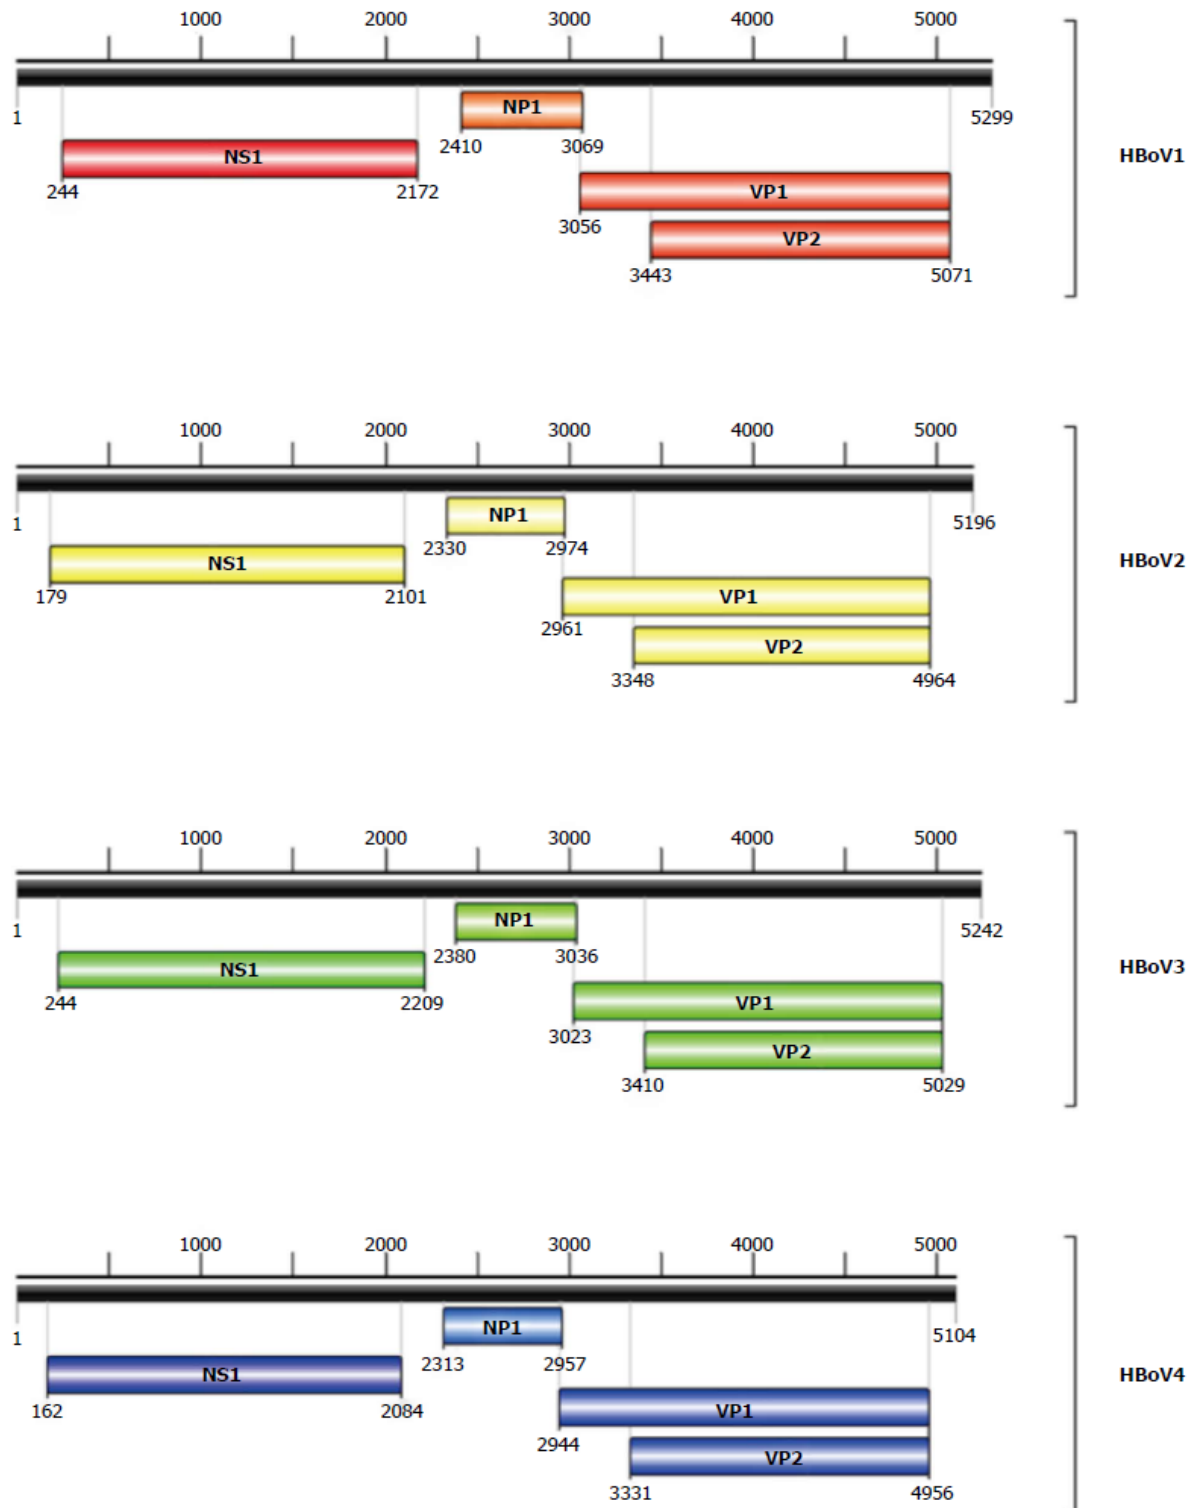 1000 2000 3000 4000 5000
NP1
1 5299
2410 3069
NS1 HBoV1
244 2172 VP1
3056
VP2
3443 5071
1000 2000 3000 4000 5000
NP1
1 5196
2330 2974
NS1 HBoV2
179 2101 VP1
2961
VP2
3348 4964
1000 2000 3000 4000 5000
NP1
1 5242
2380 3036
NS1 HBoV3
244 2209 VP1
3023
VP2
3410 5029
1000 2000 3000 4000 5000
NP1
1 5104
2313 2957
NS1 HBoV4
162 2084 VP1
2944
VP2
3331 4956